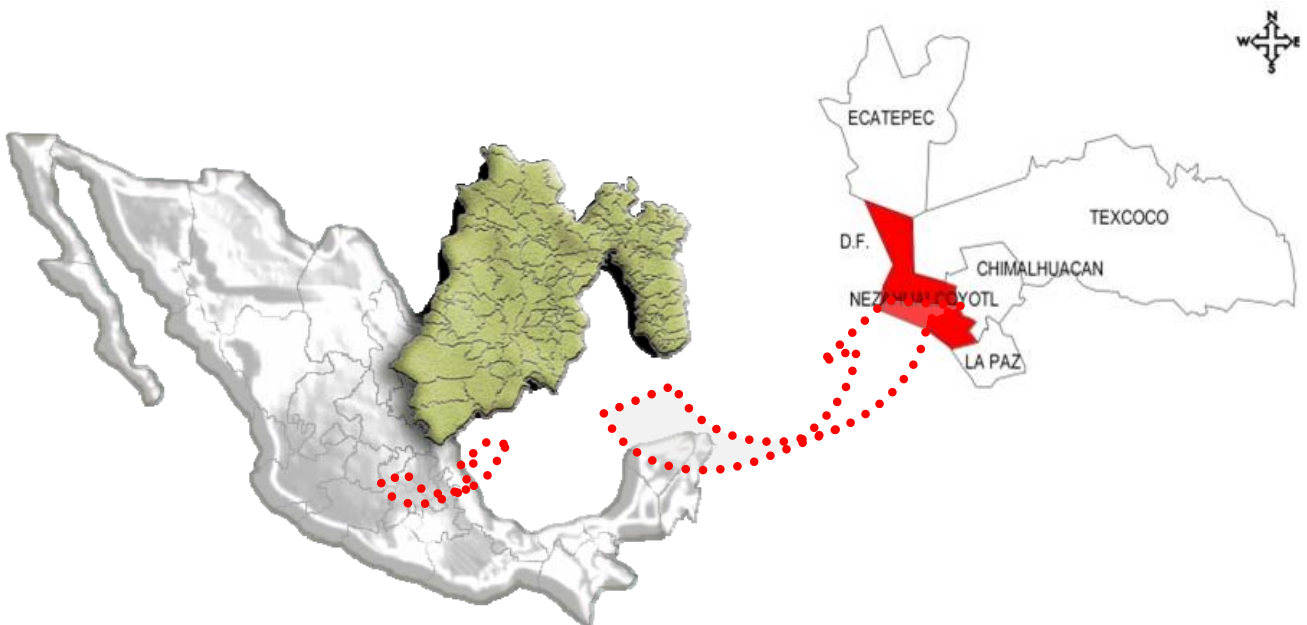 N
W E
S
ECATEPEC
TEXCOCO
D.F.
CHIMALHUACAN
NEZAHUALCOYOTL
LA PAZ